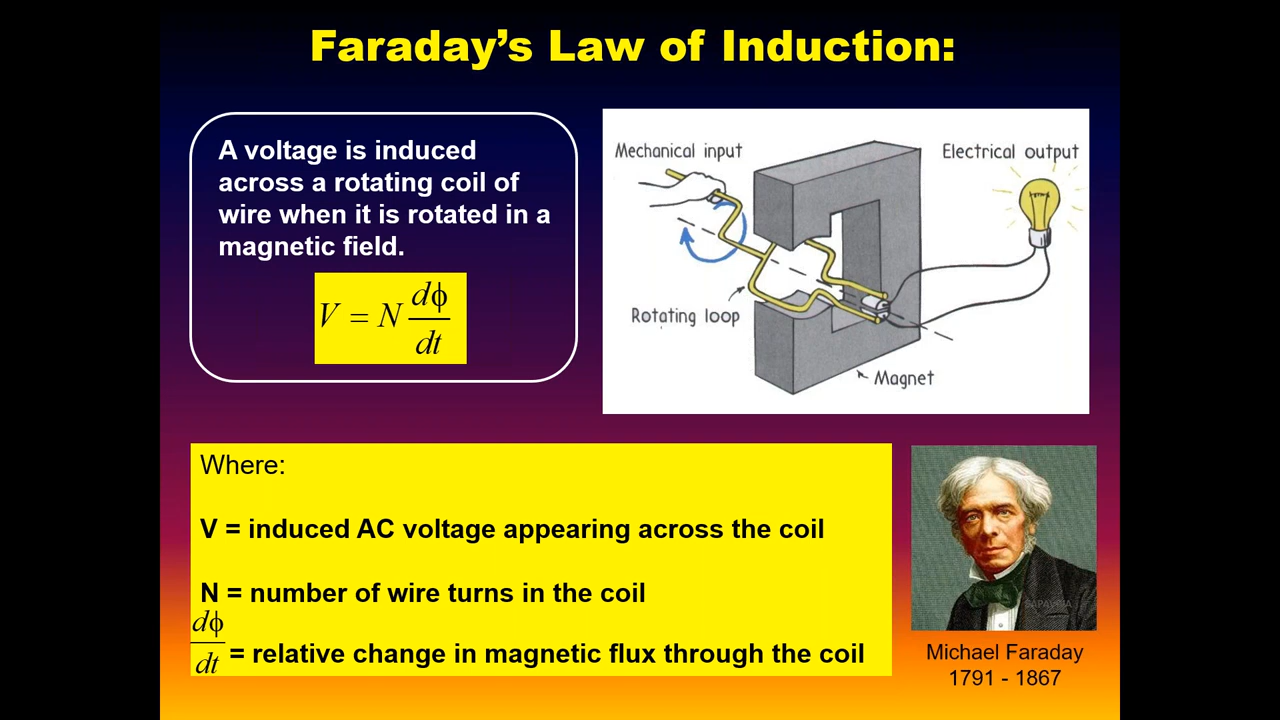 Faraday’s Law of Induction:
A voltage is induced
across a rotating coil of
wire when it is rotated in a
magnetic field.
V = N dϕ/dt
Mechanical input
Electrical output
Rotating loop
Magnet
Where:
V = induced AC voltage appearing across the coil
N = number of wire turns in the coil
dϕ/dt = relative change in magnetic flux through the coil
Michael Faraday
1791 - 1867